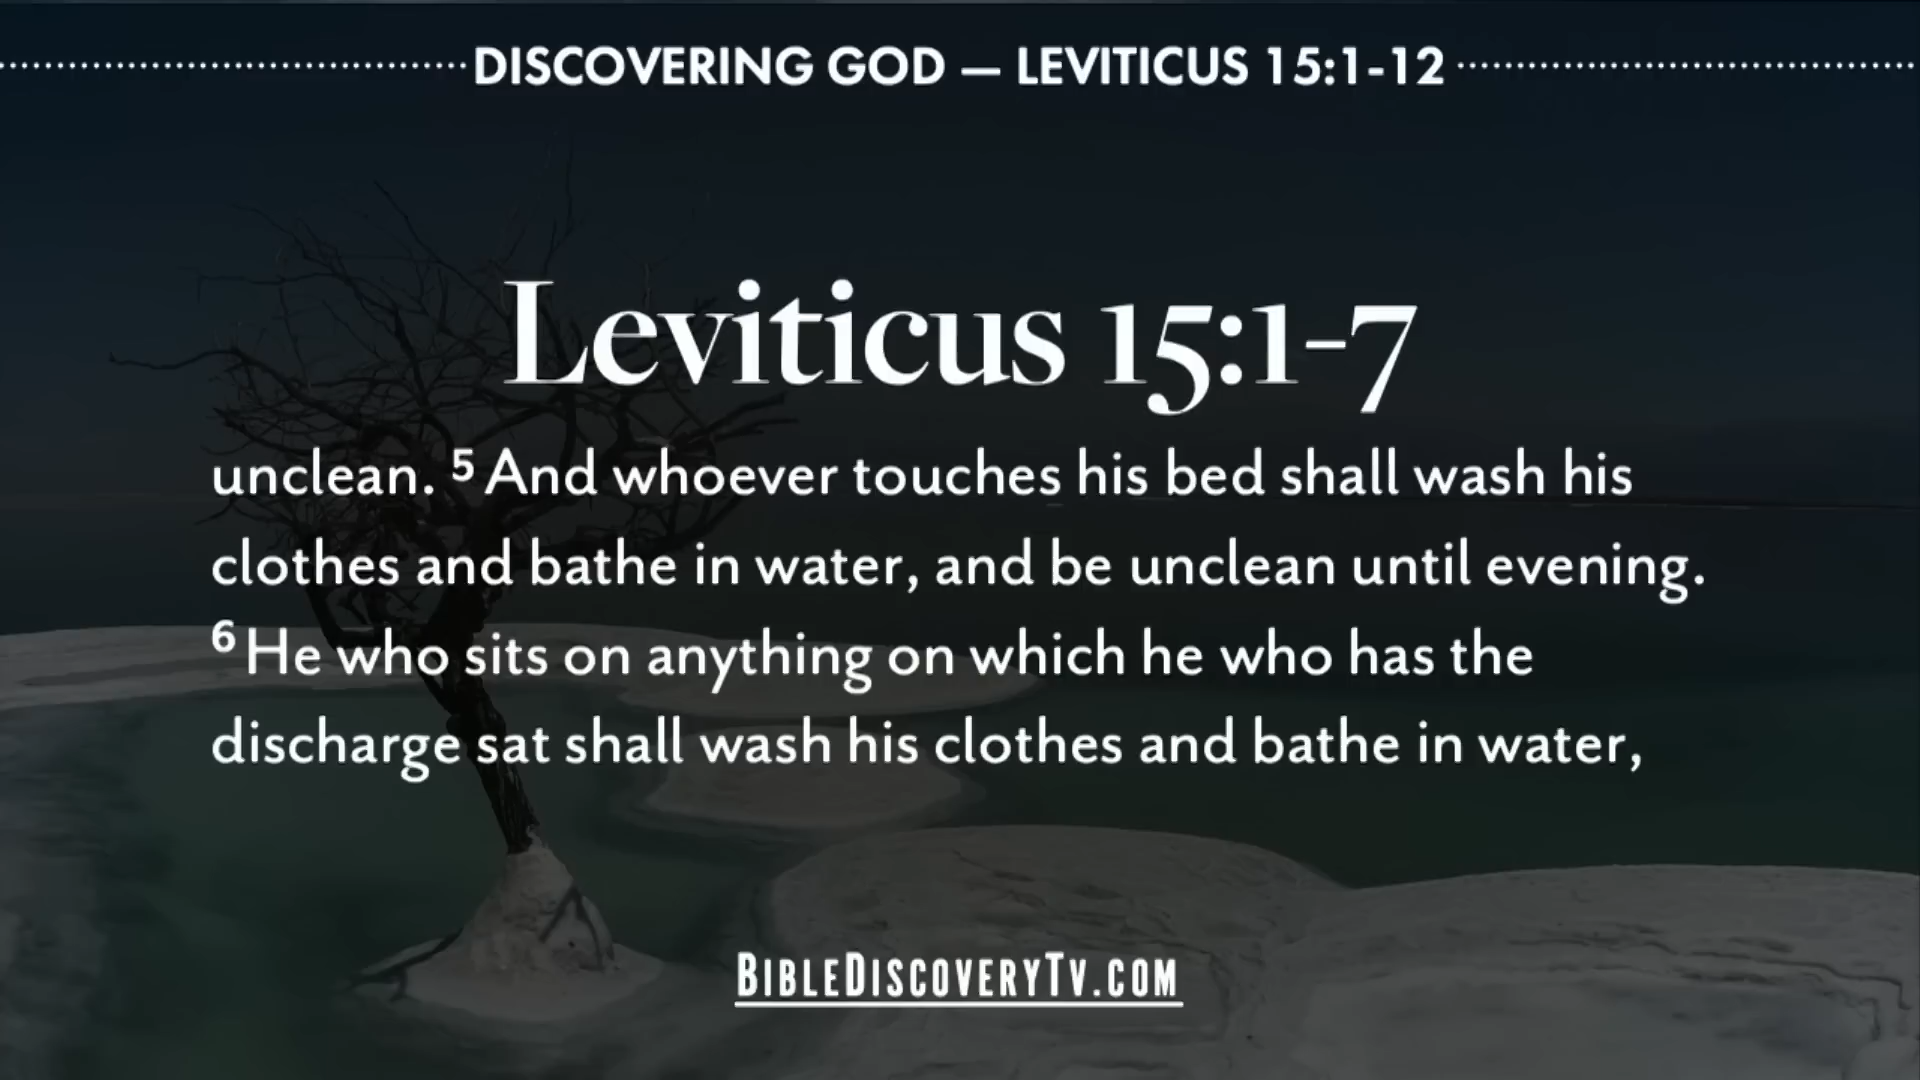 DISCOVERING GOD — LEVITICUS 15:1-12
Leviticus 15:1-7
unclean. 5 And whoever touches his bed shall wash his
clothes and bathe in water, and be unclean until evening.
6 He who sits on anything on which he who has the
discharge sat shall wash his clothes and bathe in water,
BIBLEDISCOVERYTV.COM